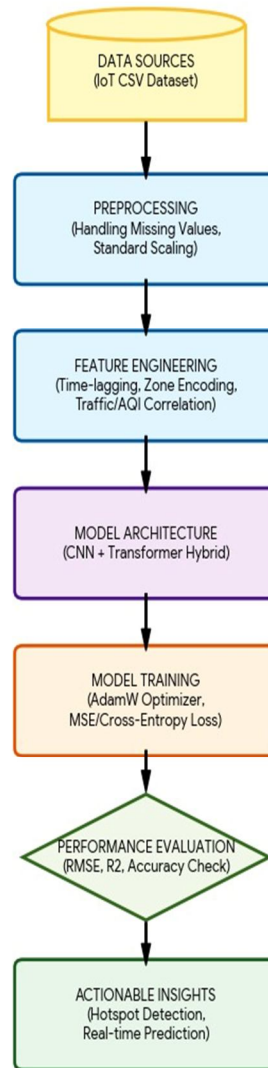 DATA SOURCES
(IoT CSV Dataset)
PREPROCESSING
(Handling Missing Values,
Standard Scaling)
FEATURE ENGINEERING
(Time-lagging, Zone Encoding,
Traffic/AQI Correlation)
MODEL ARCHITECTURE
(CNN + Transformer Hybrid)
MODEL TRAINING
(AdamW Optimizer,
MSE/Cross-Entropy Loss)
PERFORMANCE EVALUATION
(RMSE, R2, Accuracy Check)
ACTIONABLE INSIGHTS
(Hotspot Detection,
Real-time Prediction)